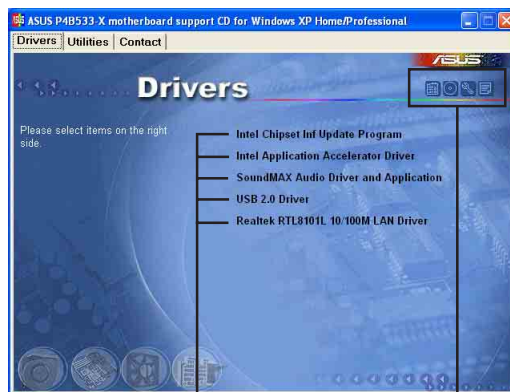 ASUS P4B533-X motherboard support CD for Windows XP Home/Professional
Drivers Utilities Contact
ASUS
Drivers
Please select items on the right
side.
Intel Chipset Inf Update Program
Intel Application Accelerator Driver
SoundMAX Audio Driver and Application
USB 2.0 Driver
Realtek RTL8101L 10/100M LAN Driver